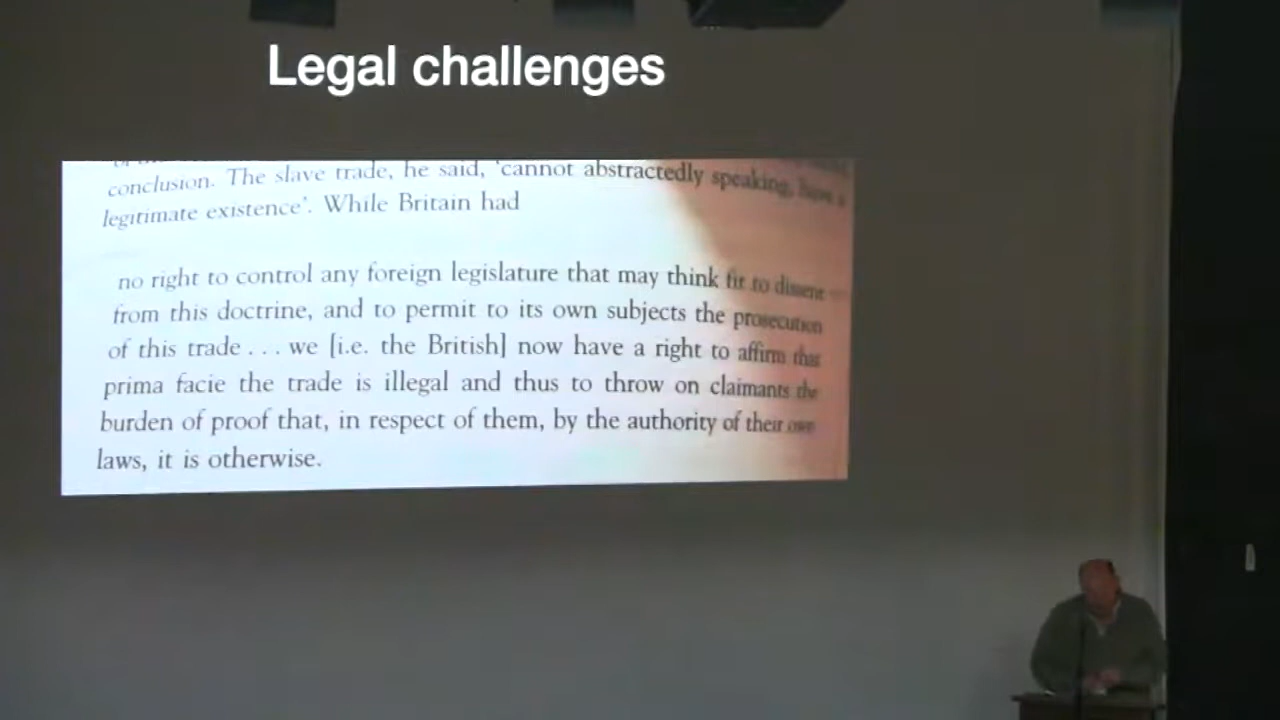 Legal challenges
conclusion. The slave trade, he said, 'cannot abstractedly speaking, have a
legitimate existence'. While Britain had
no right to control any foreign legislature that may think fit to dissent
from this doctrine, and to permit to its own subjects the prosecution
of this trade . . . we [i.e. the British] now have a right to affirm that
prima facie the trade is illegal and thus to throw on claimants the
burden of proof that, in respect of them, by the authority of their own
laws, it is otherwise.